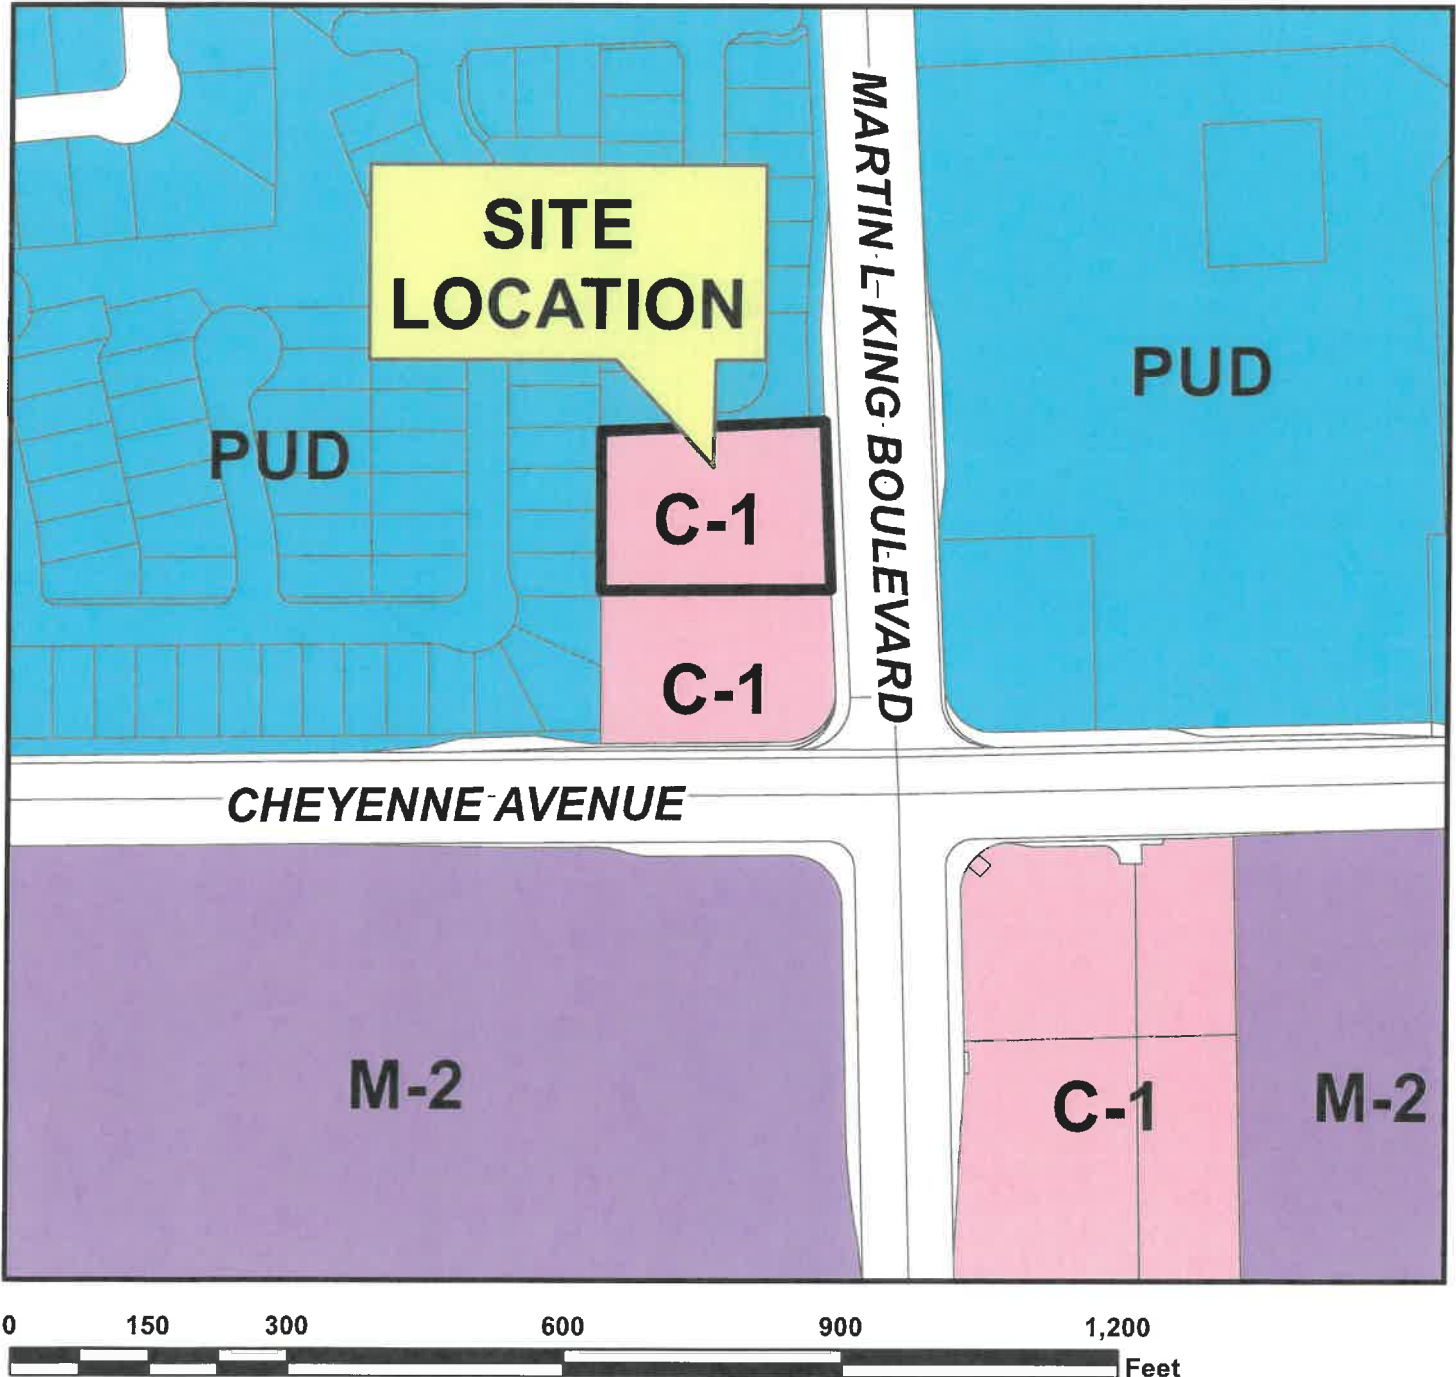 SITE
LOCATION
MARTIN L KING BOULEVARD
PUD
PUD
C-1
C-1
CHEYENNE AVENUE
M-2
C-1
M-2
0 150 300 600 900 1,200
Feet